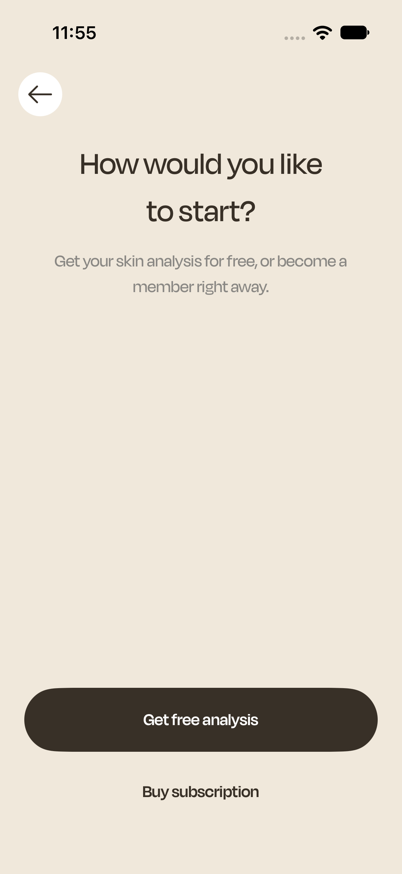 11:55
How would you like
to start?
Get your skin analysis for free, or become a
member right away.
Get free analysis
Buy subscription